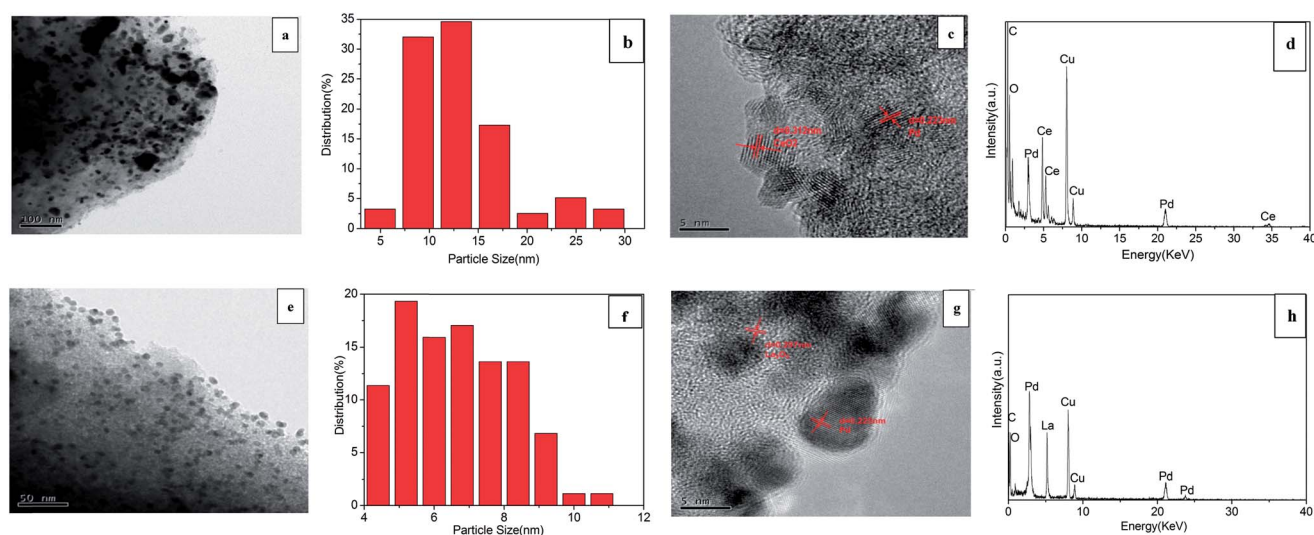 a
100 nm
b
Distribution(%)
35
30
25
20
15
10
5
0
5 10 15 20 25 30
Particle Size(nm)
c
5 nm
d
Intensity(a.u.)
C
O
Pd
Ce
Ce
Cu
Cu
Pd
Ce
0 5 10 15 20 25 30 35 40
Energy(KeV)
e
50 nm
f
Distribution(%)
20
15
10
5
0
4 6 8 10 12
Particle Size(nm)
g
5 nm
h
Intensity(a.u.)
C
O
Pd
La
Cu
Cu
Pd
Pd
0 10 20 30 40
Energy(KeV)